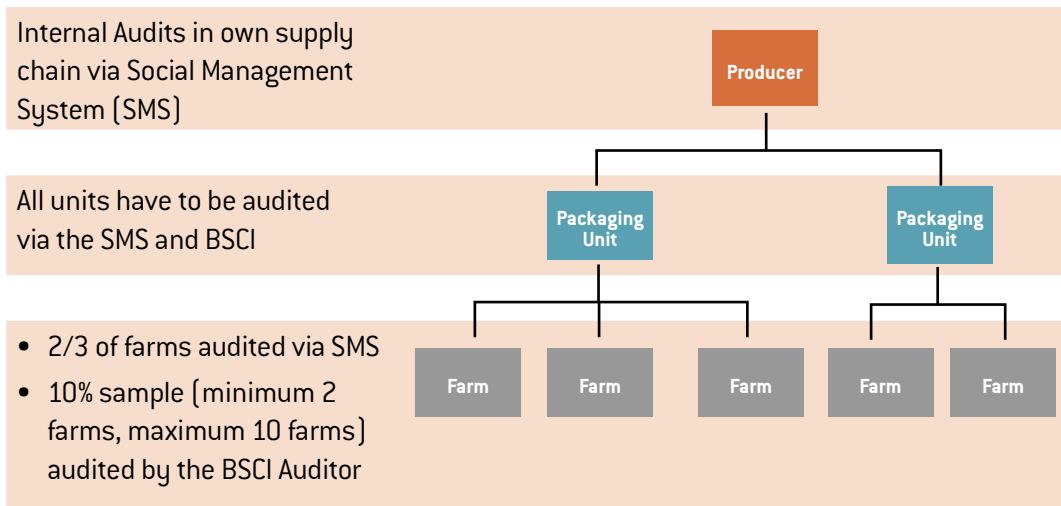 Internal Audits in own supply
chain via Social Management
System (SMS)
Producer
All units have to be audited
via the SMS and BSCI
Packaging
Unit
Packaging
Unit
• 2/3 of farms audited via SMS
• 10% sample (minimum 2
farms, maximum 10 farms)
audited by the BSCI Auditor
Farm
Farm
Farm
Farm
Farm